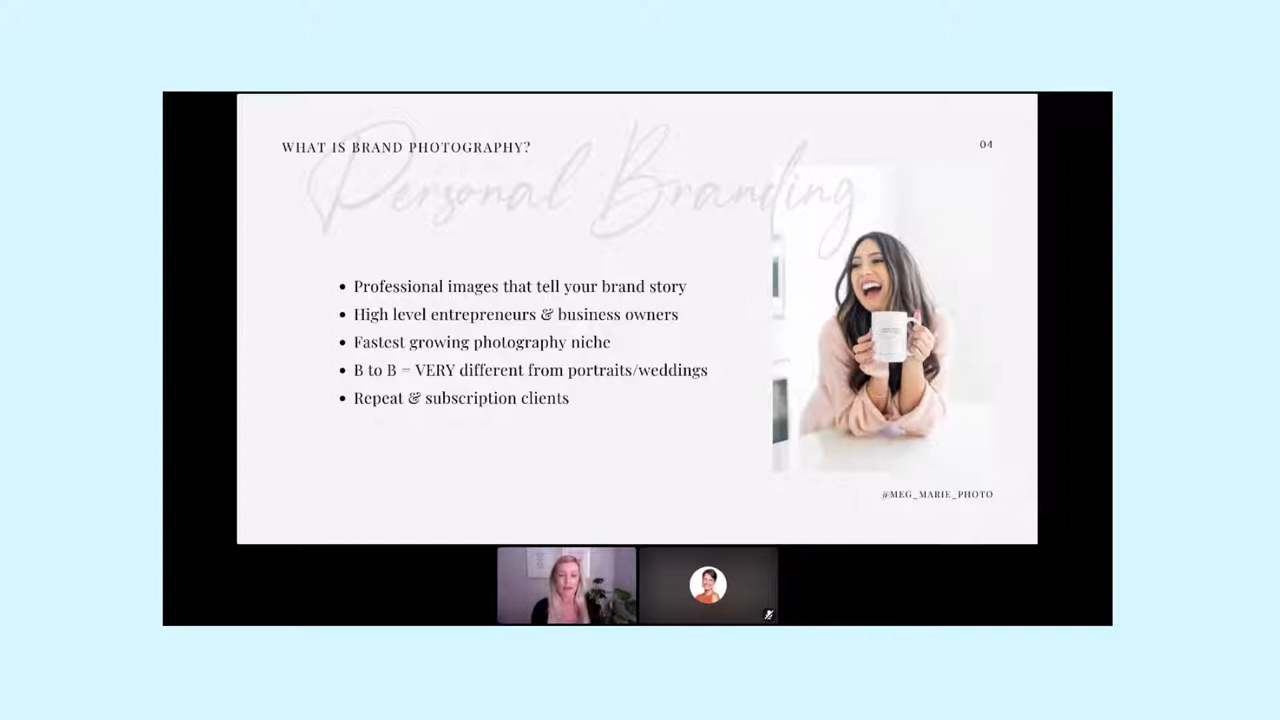 WHAT IS BRAND PHOTOGRAPHY?
04
Personal Branding
• Professional images that tell your brand story
• High level entrepreneurs & business owners
• Fastest growing photography niche
• B to B = VERY different from portraits/weddings
• Repeat & subscription clients
@MEG_MARIE_PHOTO